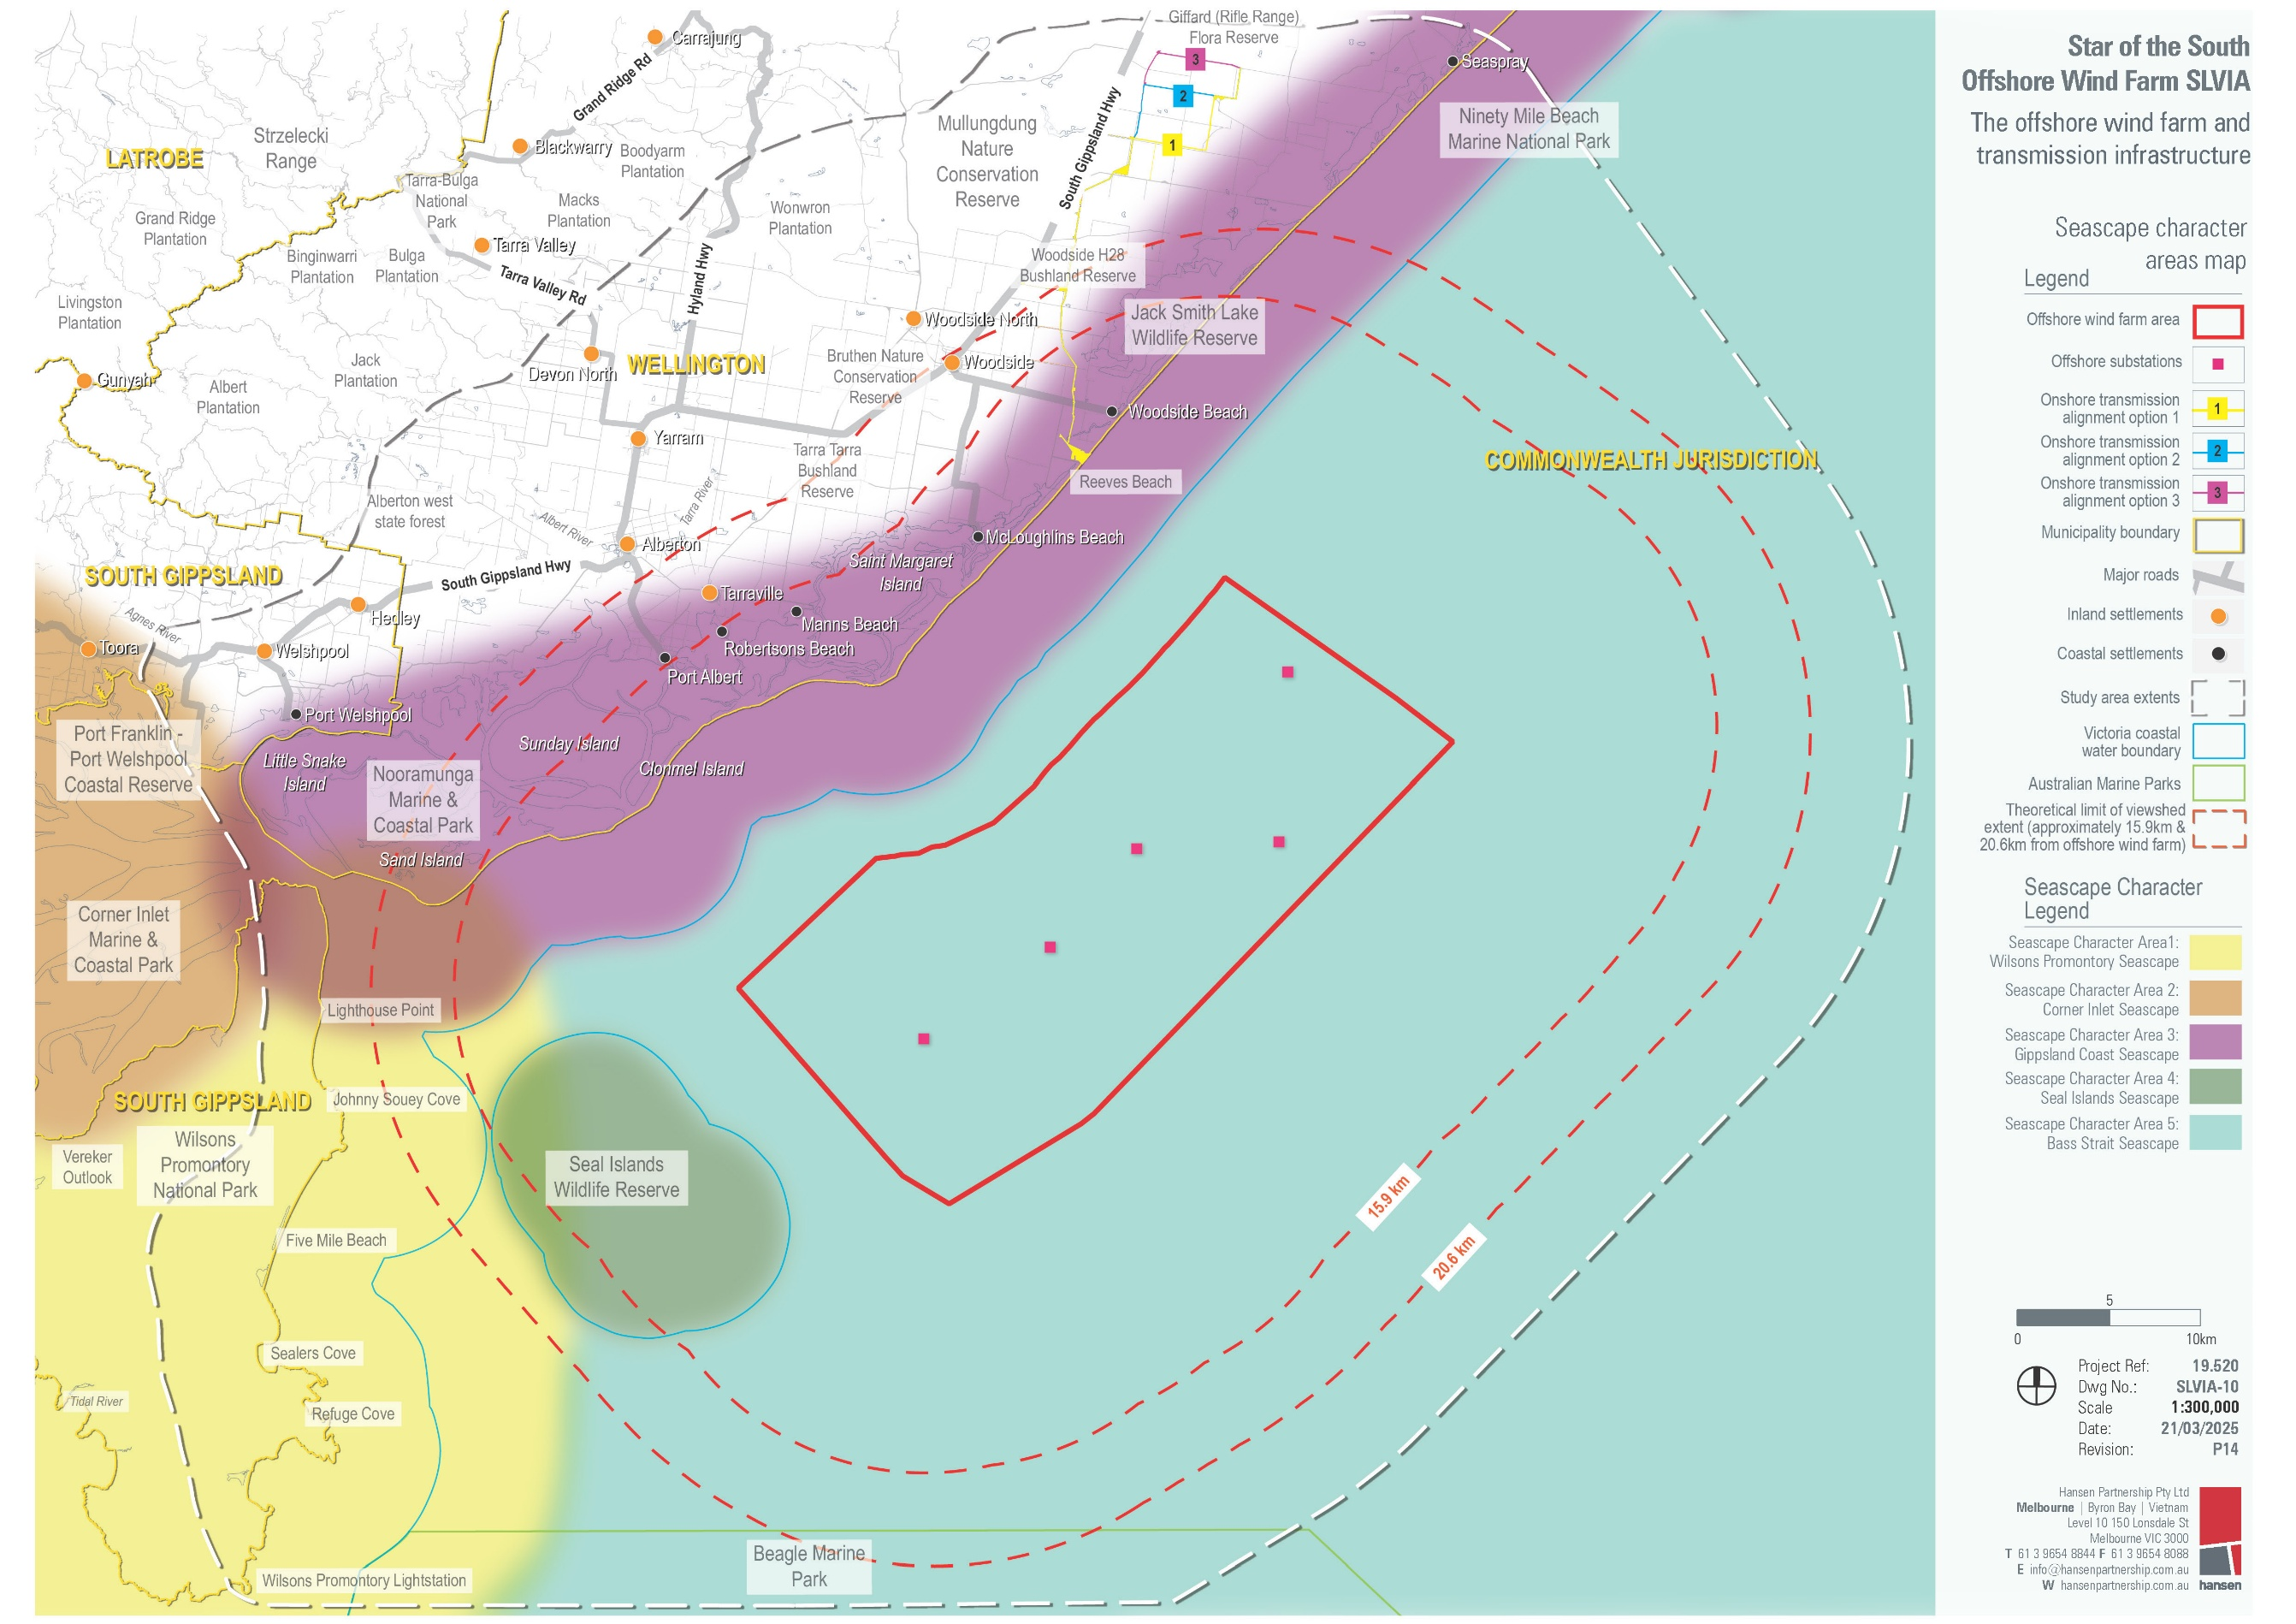 Giffard (Rifle Range)
Flora Reserve
Carrajung
Grand Ridge Rd
Seaspray
3
2
1
Ninety Mile Beach
Marine National Park
Mullungdung
Nature
Conservation
Reserve
South Gippsland Hwy
Strzelecki
Range
LATROBE
Blackwarry
Boodyarm
Plantation
Tarra-Bulga
National
Park
Macks
Plantation
Wonwron
Plantation
Grand Ridge
Plantation
Tarra Valley
Tarra Valley Rd
Hyland Hwy
Binginwarri
Plantation
Bulga
Plantation
Woodside H28
Bushland Reserve
Livingston
Plantation
Jack Smith Lake
Wildlife Reserve
Woodside North
Woodside
Bruthen Nature
Conservation
Reserve
Devon North
WELLINGTON
Jack
Plantation
Gunyah
Albert
Plantation
Woodside Beach
Yarram
Tarra Tarra
Bushland
Reserve
COMMONWEALTH JURISDICTION
Reeves Beach
Alberton west
state forest
Albert River
Tarra River
Alberton
McLoughlins Beach
Saint Margaret
Island
SOUTH GIPPSLAND
South Gippsland Hwy
Tarraville
Manns Beach
Robertsons Beach
Port Albert
Agnes River
Hedley
Toora
Welshpool
Port Welshpool
Port Franklin -
Port Welshpool
Coastal Reserve
Little Snake
Island
Sunday Island
Clonmel Island
Nooramunga
Marine &
Coastal Park
Sand Island
Corner Inlet
Marine &
Coastal Park
Lighthouse Point
Johnny Souey Cove
SOUTH GIPPSLAND
Vereker
Outlook
Wilsons
Promontory
National Park
Seal Islands
Wildlife Reserve
15.9 km
20.6 km
Five Mile Beach
Sealers Cove
Tidal River
Refuge Cove
Beagle Marine
Park
Wilsons Promontory Lightstation
Star of the South
Offshore Wind Farm SLVIA
The offshore wind farm and
transmission infrastructure
Seascape character
areas map
Legend
Offshore wind farm area
Offshore substations
Onshore transmission
alignment option 1
1
Onshore transmission
alignment option 2
2
Onshore transmission
alignment option 3
3
Municipality boundary
Major roads
Inland settlements
Coastal settlements
Study area extents
Victoria coastal
water boundary
Australian Marine Parks
Theoretical limit of viewshed
extent (approximately 15.9km &
20.6km from offshore wind farm)
Seascape Character
Legend
Seascape Character Area1:
Wilsons Promontory Seascape
Seascape Character Area 2:
Corner Inlet Seascape
Seascape Character Area 3:
Gippsland Coast Seascape
Seascape Character Area 4:
Seal Islands Seascape
Seascape Character Area 5:
Bass Strait Seascape
5
0 10km
Project Ref: 19.520
Dwg No.: SLVIA-10
Scale 1:300,000
Date: 21/03/2025
Revision: P14
Hansen Partnership Pty Ltd
Melbourne | Byron Bay | Vietnam
Level 10 150 Lonsdale St
Melbourne VIC 3000
T 61 3 9654 8844 F 61 3 9654 8088
E info@hansenpartnership.com.au
W hansenpartnership.com.au
hansen